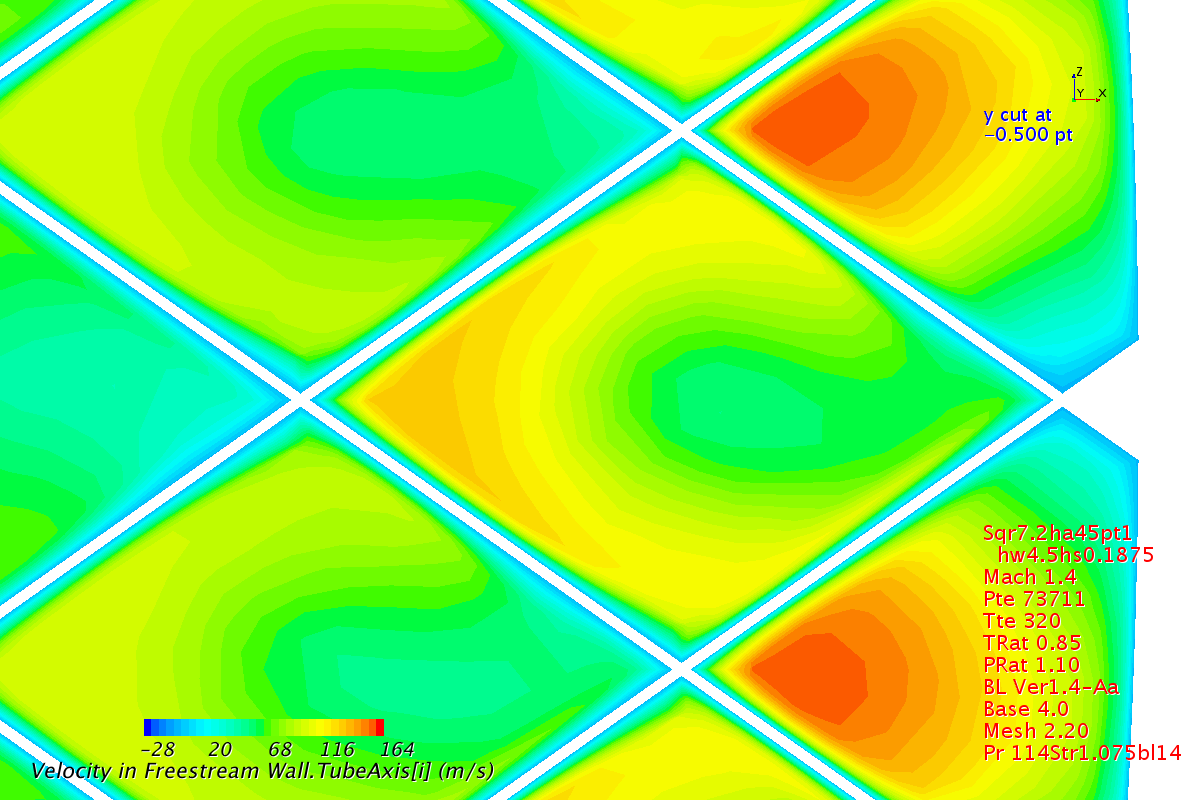 Z
Y X
y cut at
−0.500 pt
Sqr7.2ha45pt1
hw4.5hs0.1875
Mach 1.4
Pte 73711
Tte 320
TRat 0.85
PRat 1.10
BL Ver1.4−Aa
Base 4.0
Mesh 2.20
Pr 114Str1.075bl14
−28 20 68 116 164
Velocity in Freestream Wall.TubeAxis[i] (m/s)